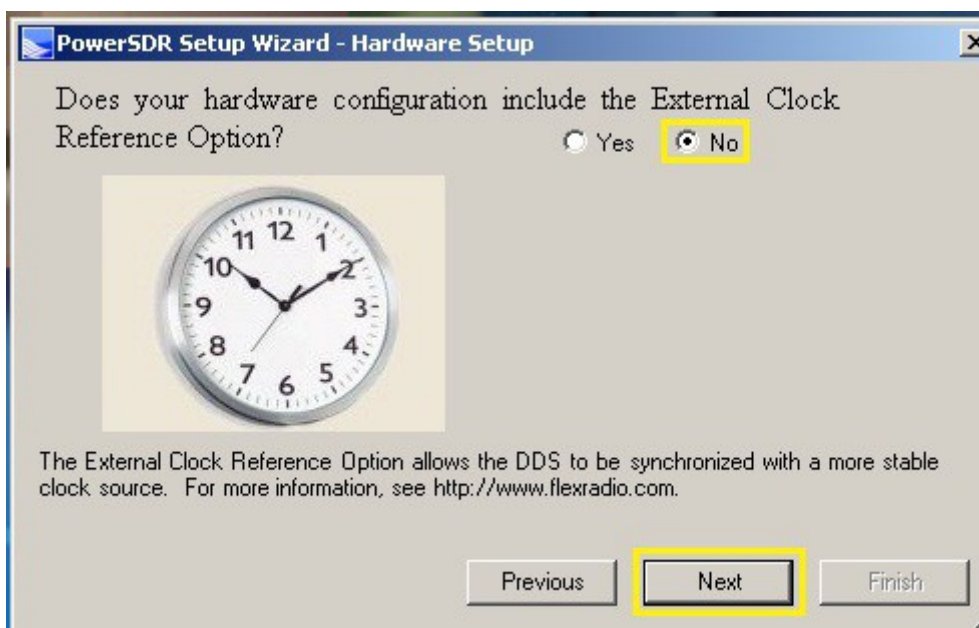 PowerSDR Setup Wizard - Hardware Setup
Does your hardware configuration include the External Clock
Reference Option?
Yes
No
11 12 1
10 2
9 3
8 4
7 6 5
The External Clock Reference Option allows the DDS to be synchronized with a more stable
clock source. For more information, see http://www.flexradio.com.
Previous
Next
Finish